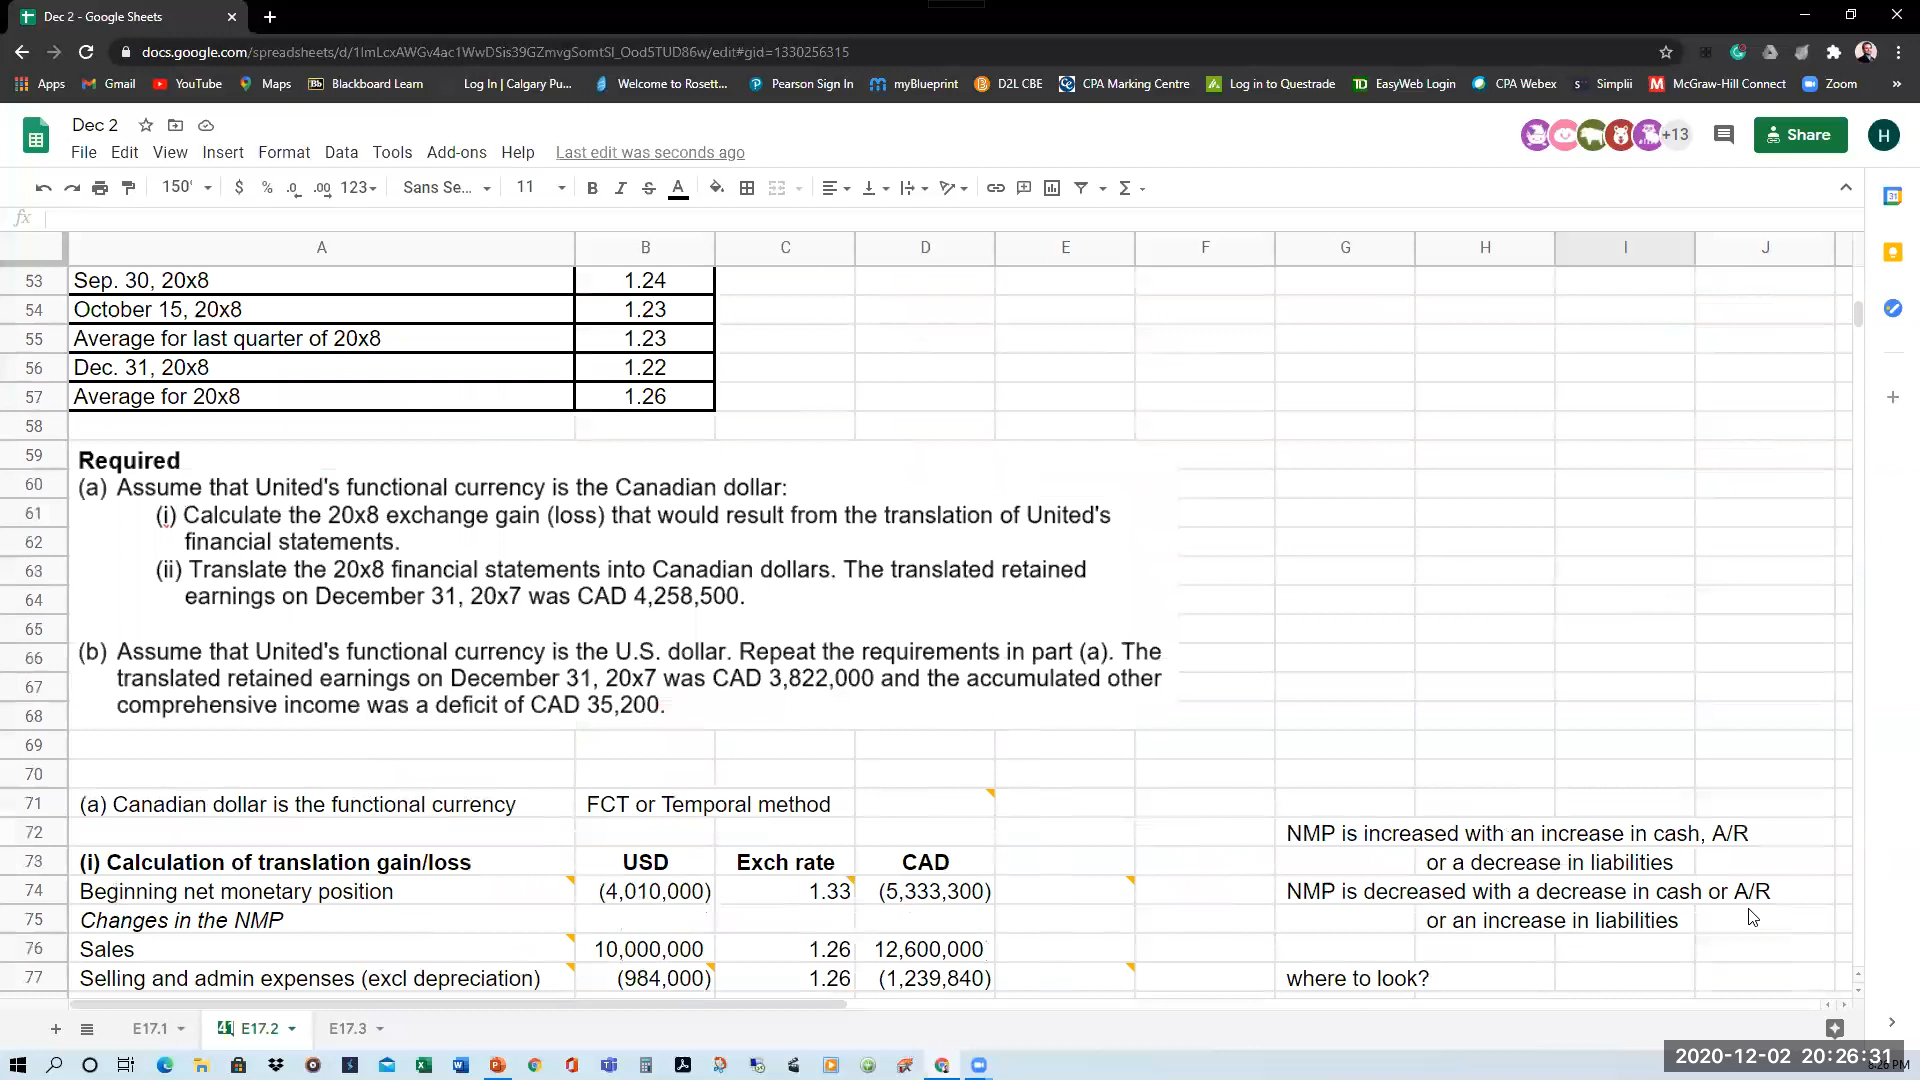 Dec 2 - Google Sheets
docs.google.com/spreadsheets/d/1ImLcxAWGv4ac1WwDSis39GZmvgSomtSl_Ood5TUD86w/edit#gid=1330256315
Apps Gmail YouTube Maps Blackboard Learn Log In | Calgary Pu... Welcome to Rosett... Pearson Sign In myBlueprint D2L CBE CPA Marking Centre Log in to Questrade EasyWeb Login CPA Webex Simplii McGraw-Hill Connect Zoom »
Dec 2
+13 Share H
File Edit View Insert Format Data Tools Add-ons Help Last edit was seconds ago
150% $ % .0 .00 123 Sans Se... 11 B I S A
fx
A B C D E F G H I J
53 Sep. 30, 20x8 1.24
54 October 15, 20x8 1.23
55 Average for last quarter of 20x8 1.23
56 Dec. 31, 20x8 1.22
57 Average for 20x8 1.26
58
59 Required
60 (a) Assume that United's functional currency is the Canadian dollar:
61 (i) Calculate the 20x8 exchange gain (loss) that would result from the translation of United's
62 financial statements.
63 (ii) Translate the 20x8 financial statements into Canadian dollars. The translated retained
64 earnings on December 31, 20x7 was CAD 4,258,500.
65
66 (b) Assume that United's functional currency is the U.S. dollar. Repeat the requirements in part (a). The
67 translated retained earnings on December 31, 20x7 was CAD 3,822,000 and the accumulated other
68 comprehensive income was a deficit of CAD 35,200.
69
70
71 (a) Canadian dollar is the functional currency FCT or Temporal method
72 NMP is increased with an increase in cash, A/R
73 (i) Calculation of translation gain/loss USD Exch rate CAD or a decrease in liabilities
74 Beginning net monetary position (4,010,000) 1.33 (5,333,300) NMP is decreased with a decrease in cash or A/R
75 Changes in the NMP or an increase in liabilities
76 Sales 10,000,000 1.26 12,600,000
77 Selling and admin expenses (excl depreciation) (984,000) 1.26 (1,239,840) where to look?
E17.1 E17.2 E17.3
2020-12-02 20:26:31